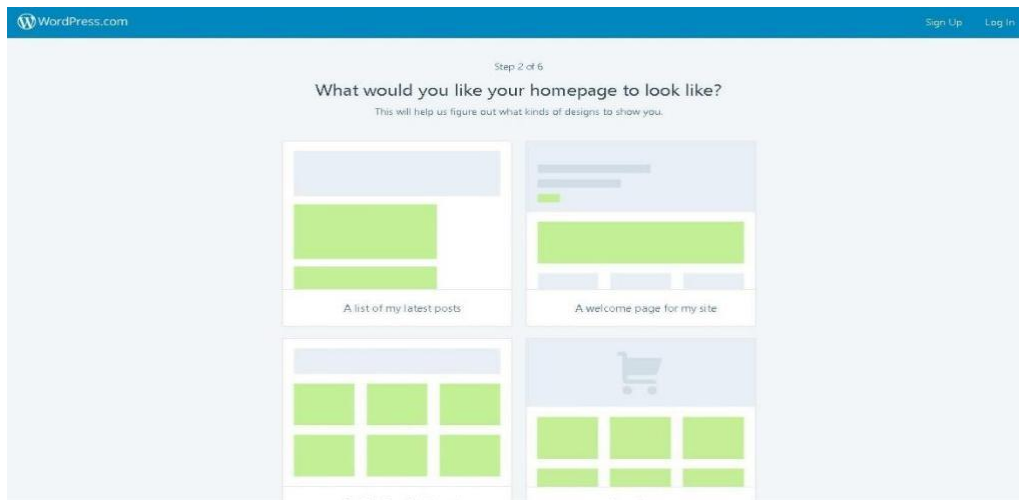 WordPress.com
Sign Up Log In
Step 2 of 6
What would you like your homepage to look like?
This will help us figure out what kinds of designs to show you.
A list of my latest posts
A welcome page for my site